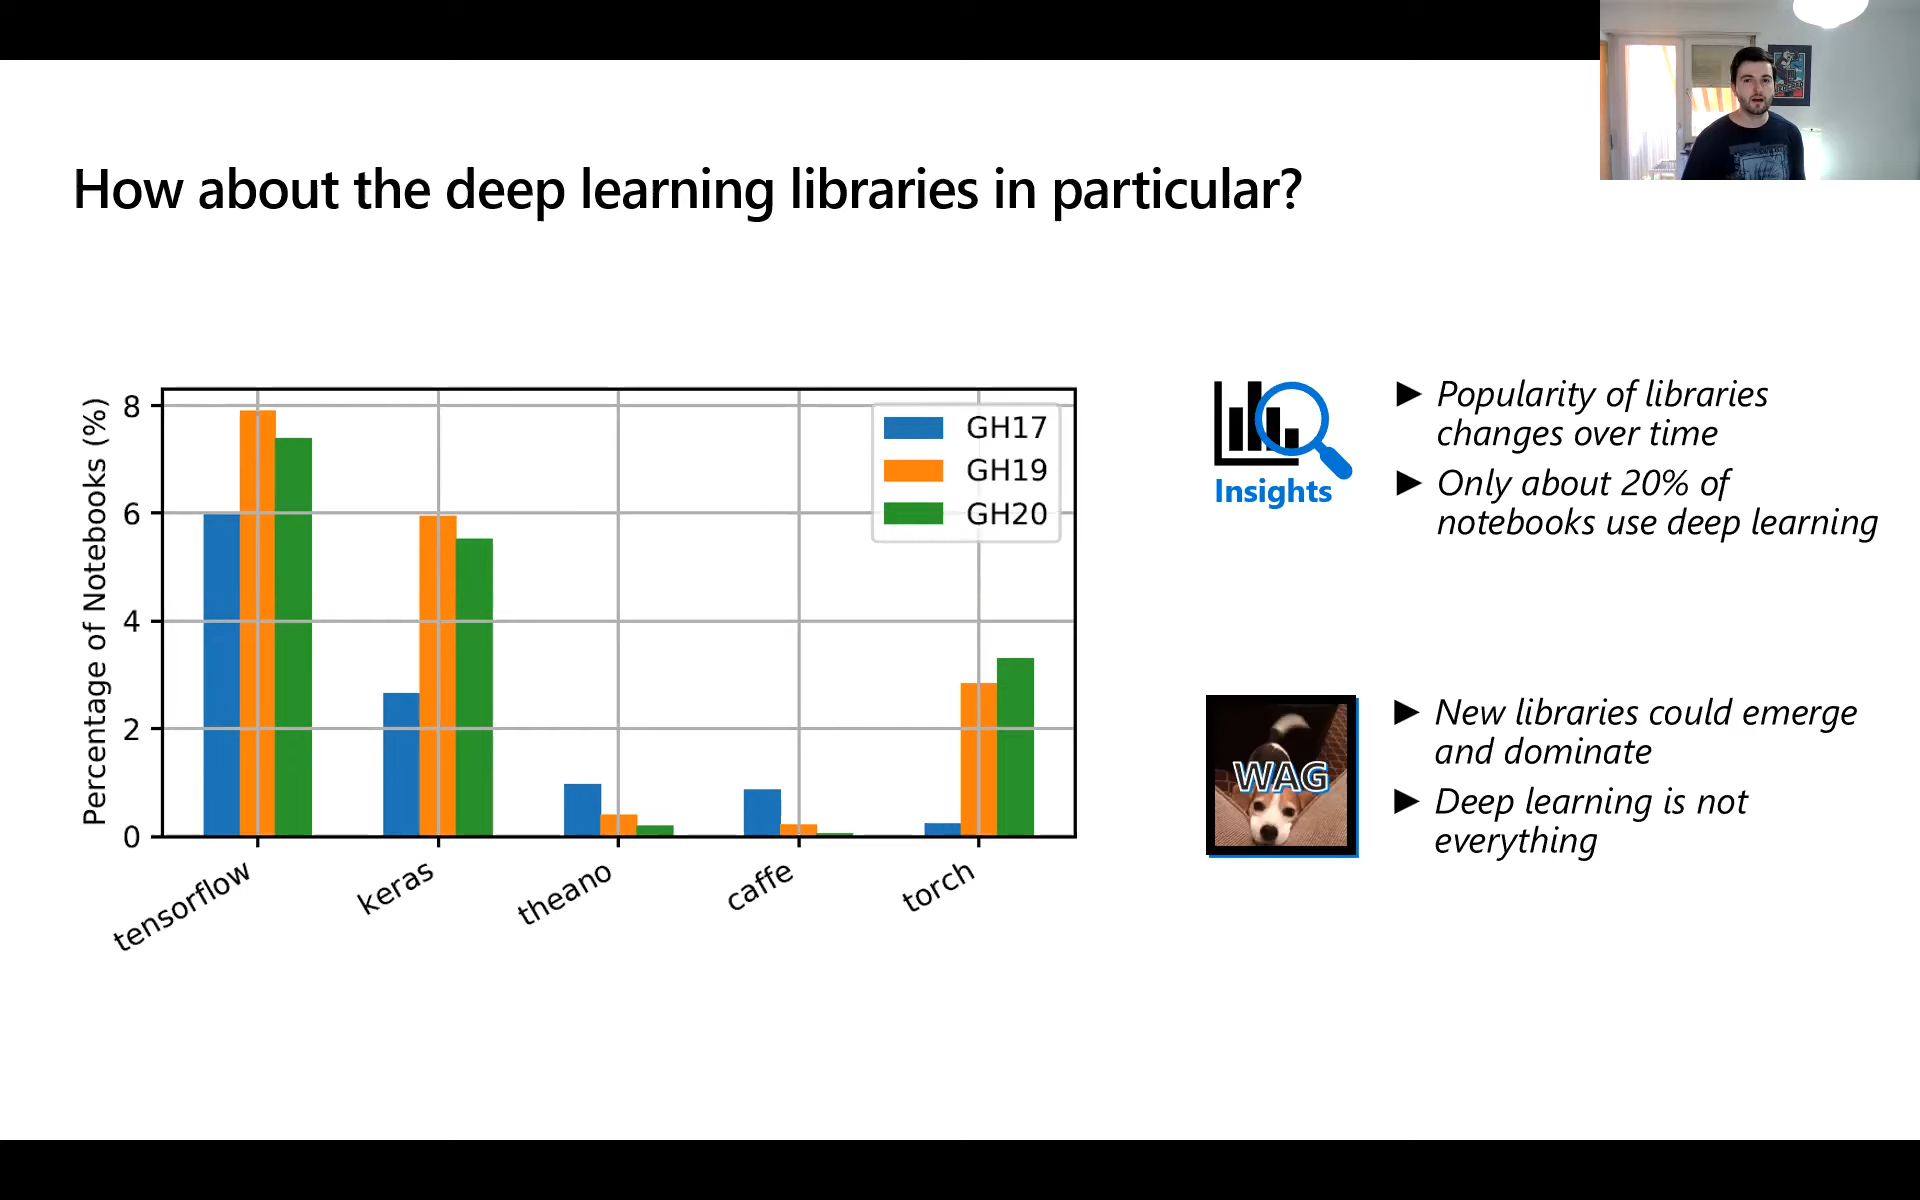 How about the deep learning libraries in particular?
Percentage of Notebooks (%)
8
6
4
2
0
GH17
GH19
GH20
tensorflow
keras
theano
caffe
torch
Insights
► Popularity of libraries
changes over time
► Only about 20% of
notebooks use deep learning
WAG
► New libraries could emerge
and dominate
► Deep learning is not
everything